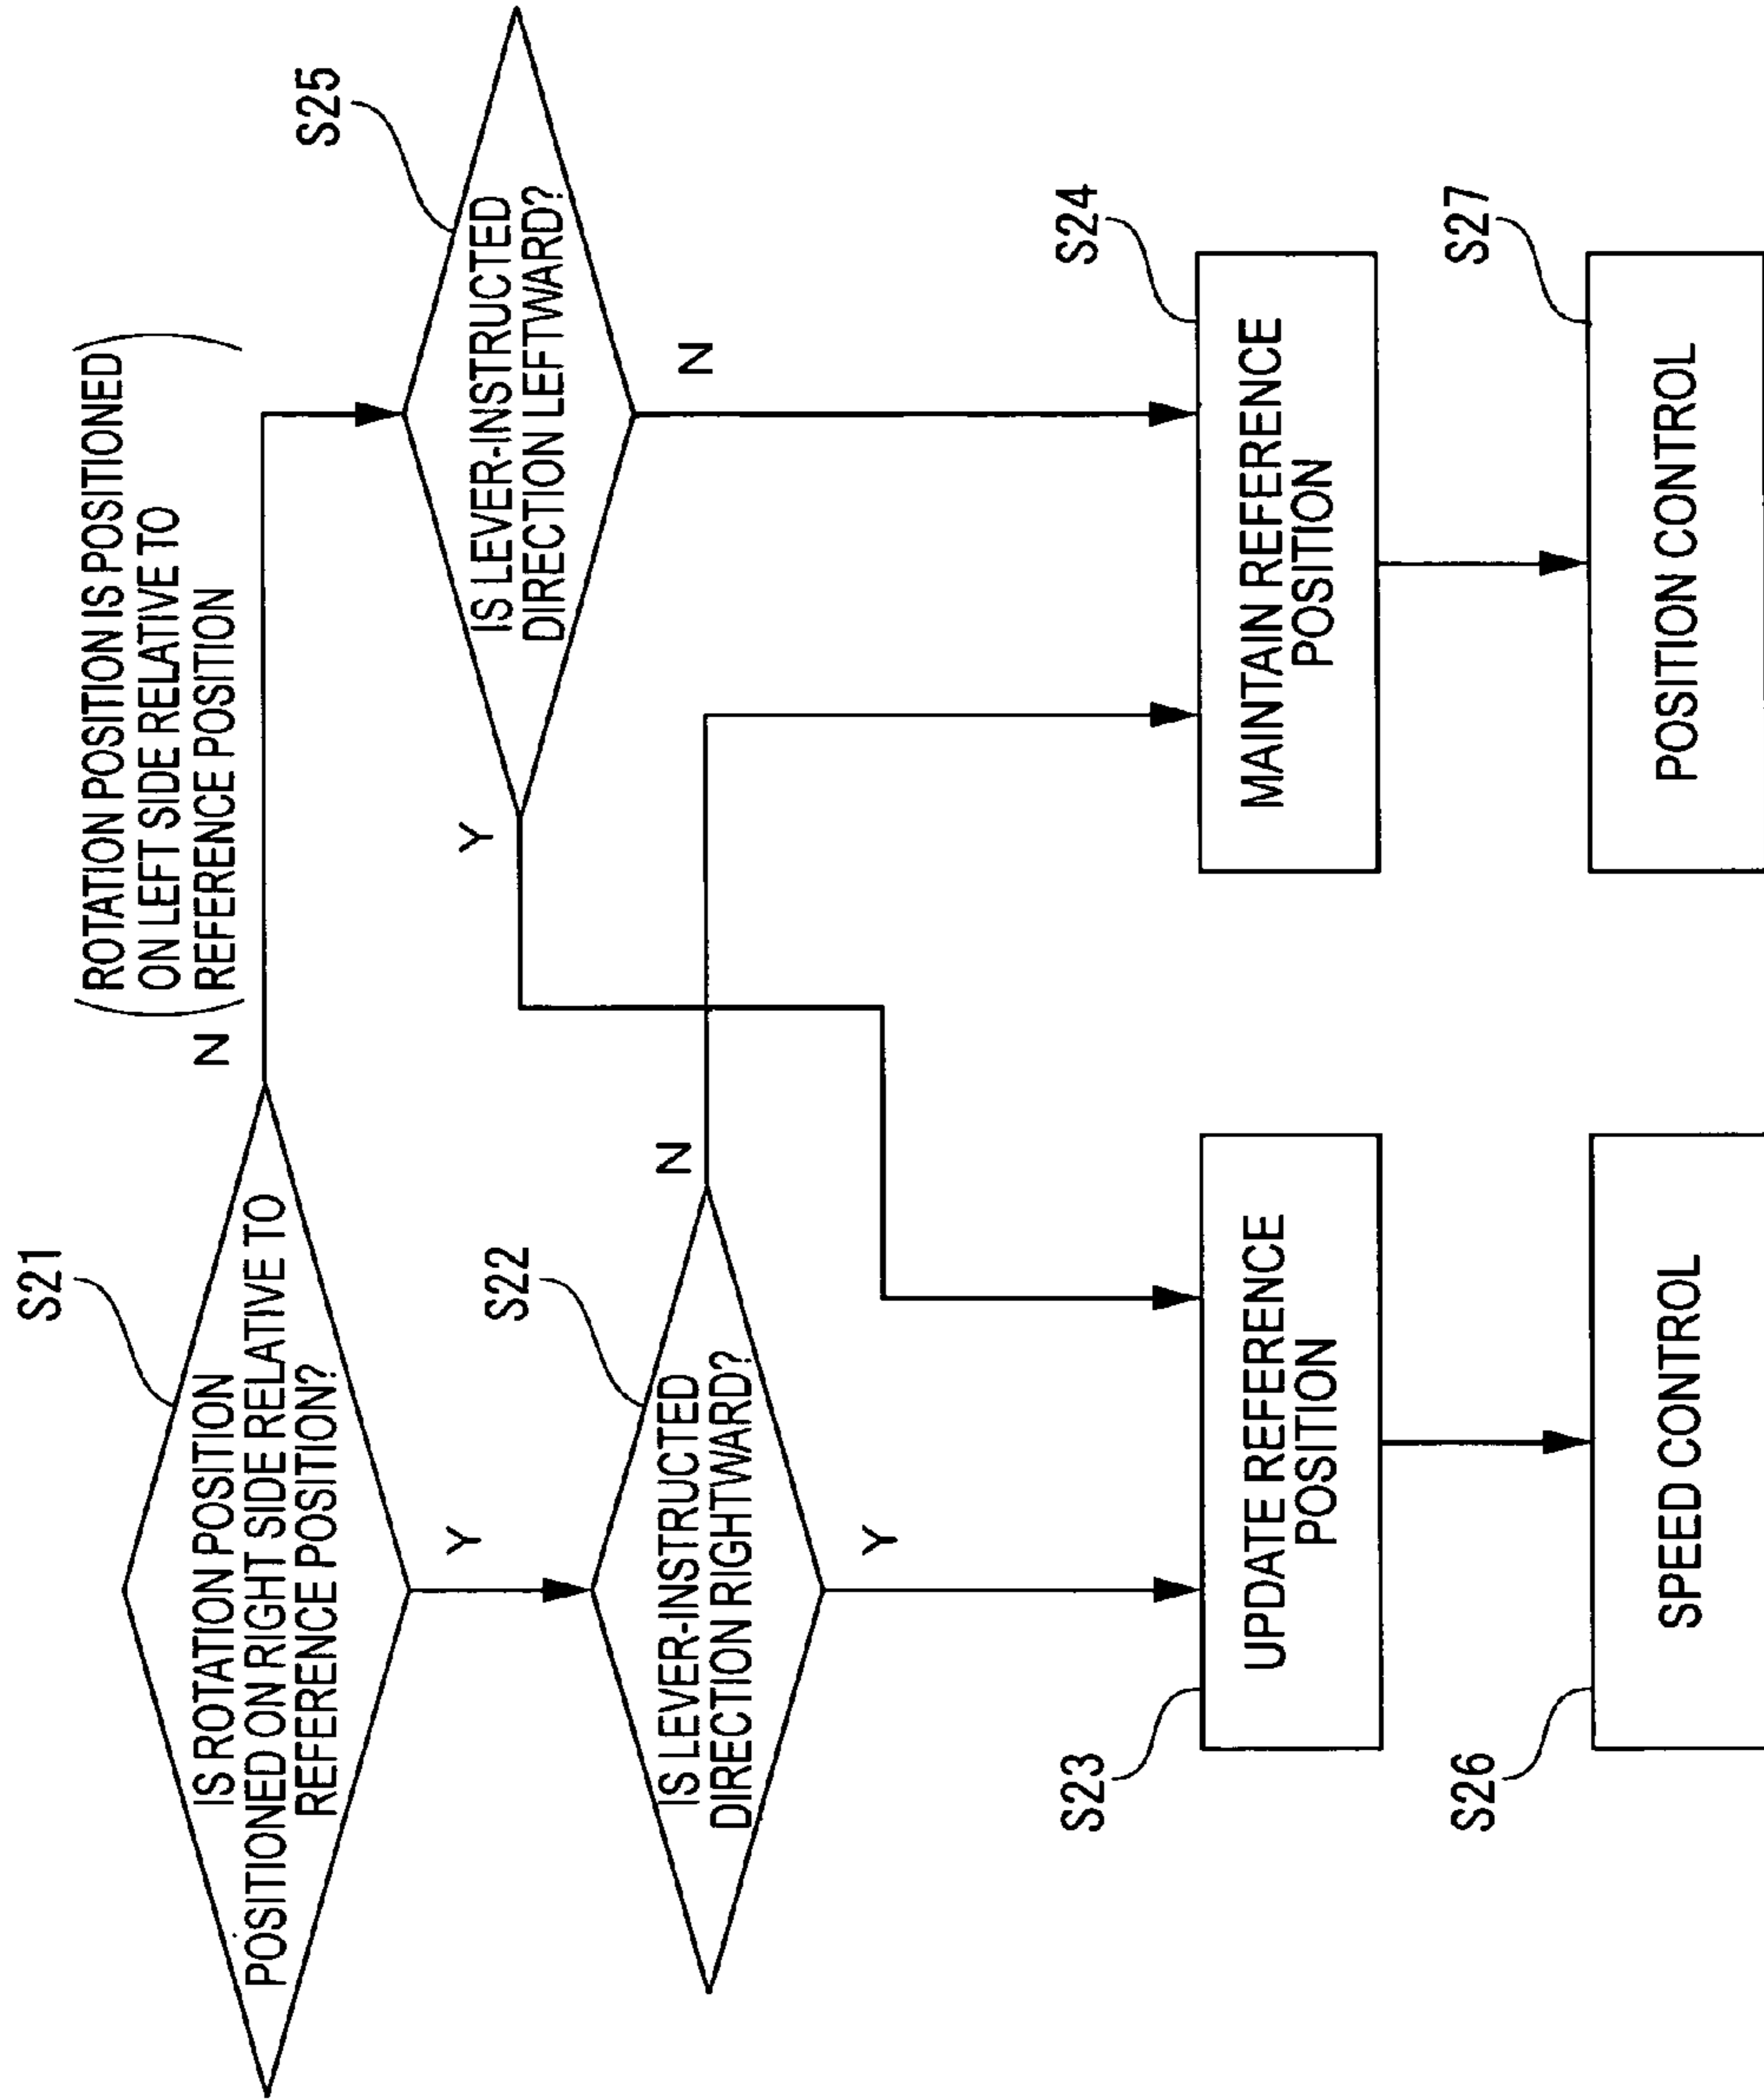 S21
IS ROTATION POSITION
POSITIONED ON RIGHT SIDE RELATIVE TO
REFERENCE POSITION?
N
ROTATION POSITION IS POSITIONED
ON LEFT SIDE RELATIVE TO
REFERENCE POSITION
Y
S22
IS LEVER-INSTRUCTED
DIRECTION RIGHTWARD?
N
Y
S25
IS LEVER-INSTRUCTED
DIRECTION LEFTWARD?
Y
N
S23
UPDATE REFERENCE
POSITION
S24
MAINTAIN REFERENCE
POSITION
S26
SPEED CONTROL
S27
POSITION CONTROL